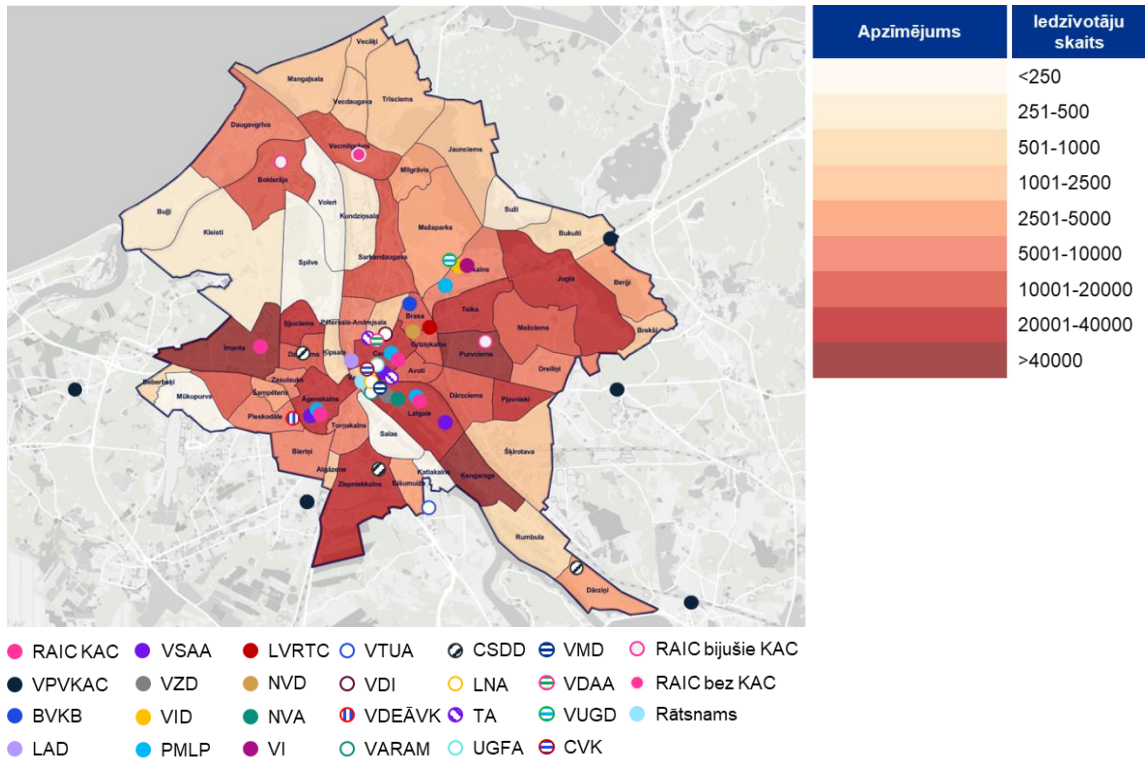 Vecāķi
Mangaļsala
Vecdaugava
Trīsciems
Daugavgrīva
Vecmīlgrāvis
Jaunciems
Bolderāja
Mīlgrāvis
Voleri
Buļļi
Kundziņsala
Suži
Kleisti
Mežaparks
Bukulti
Spilve
Sarkandaugava
kalns
Jugla
Berģi
Pētersala-Andrejsala
Brasa
Teika
Iļģuciems
Mežciems
Brekši
Imanta
Ķīpsala
Grīziņkalns
Purvciems
Dreiliņi
Beberbeķi
Zasulauks
Avoti
Mūkupurvs
Šampēteris
Āgenskalns
Dārzciems
Pļavnieki
Pleskodāle
Latgale
Torņakalns
Salas
Bieriņi
Šķirotava
Atgāzene
Katlakalns
Ķengarags
Ziepniekkalns
Bišumuiža
Rumbula
Dārziņi
Apzīmējums
Iedzīvotāju
skaits
<250
251-500
501-1000
1001-2500
2501-5000
5001-10000
10001-20000
20001-40000
>40000
RAIC KAC
VSAA
LVRTC
VTUA
CSDD
VMD
RAIC bijušie KAC
VPVKAC
VZD
NVD
VDI
LNA
VDAA
RAIC bez KAC
BVKB
VID
NVA
VDEĀVK
TA
VUGD
Rātsnams
LAD
PMLP
VI
VARAM
UGFA
CVK